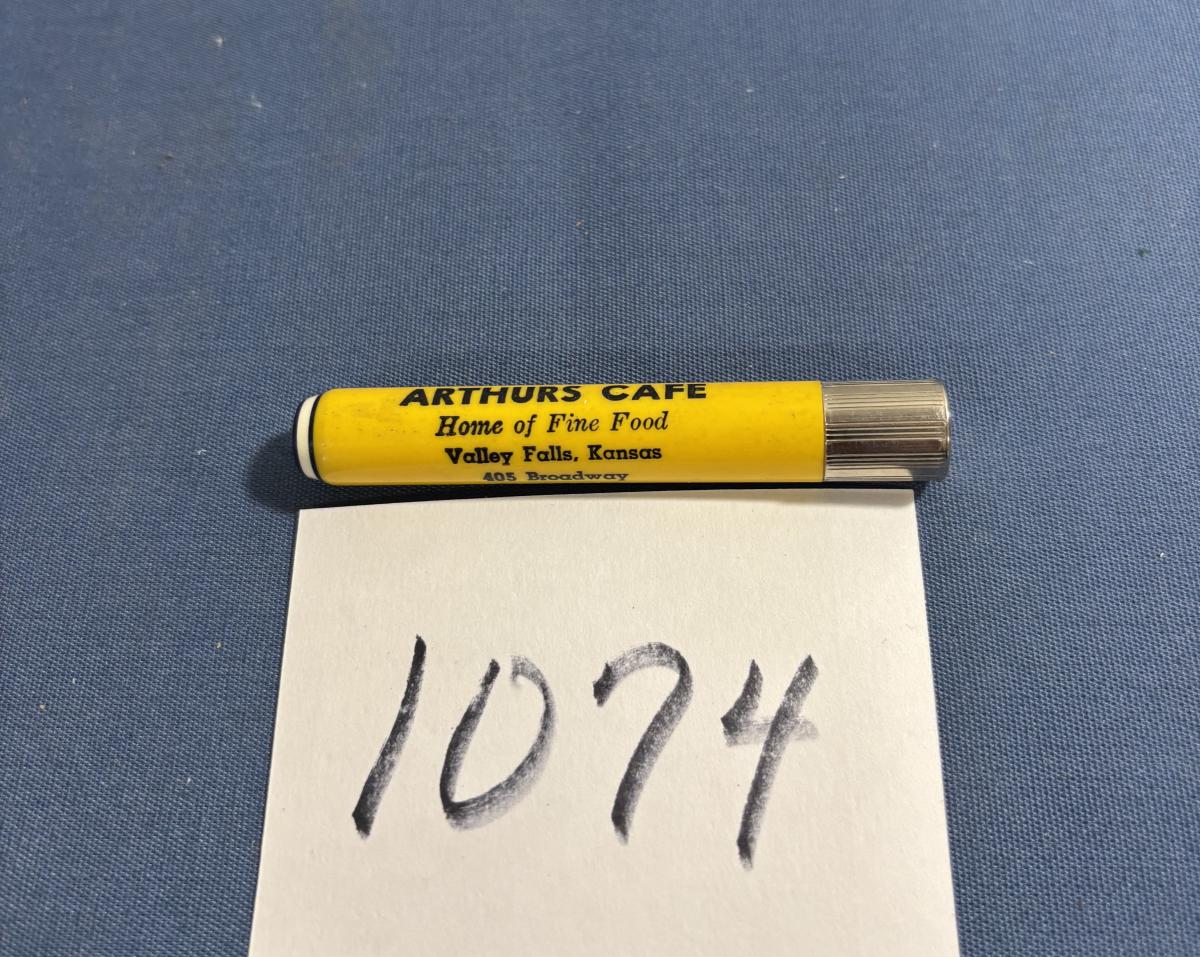 ARTHURS CAFE
Home of Fine Food
Valley Falls, Kansas
405 Broadway
1074